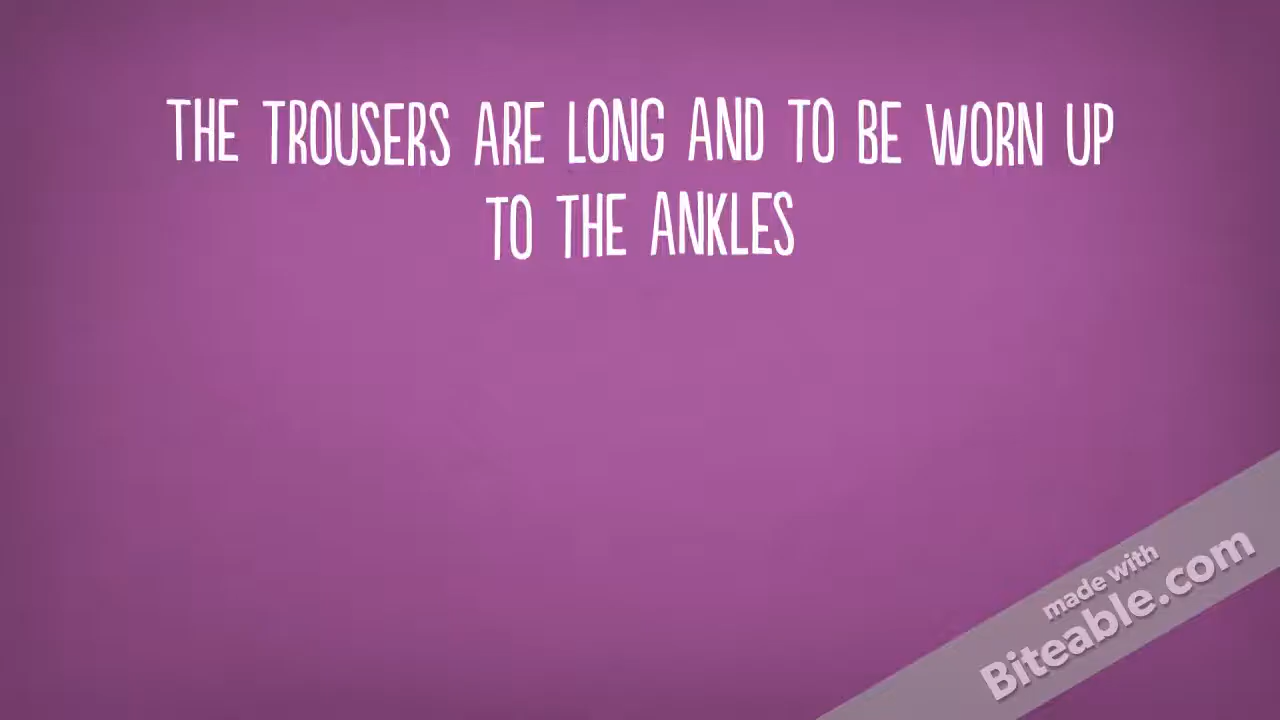 THE TROUSERS ARE LONG AND TO BE WORN UP
TO THE ANKLES
made with
Biteable.com